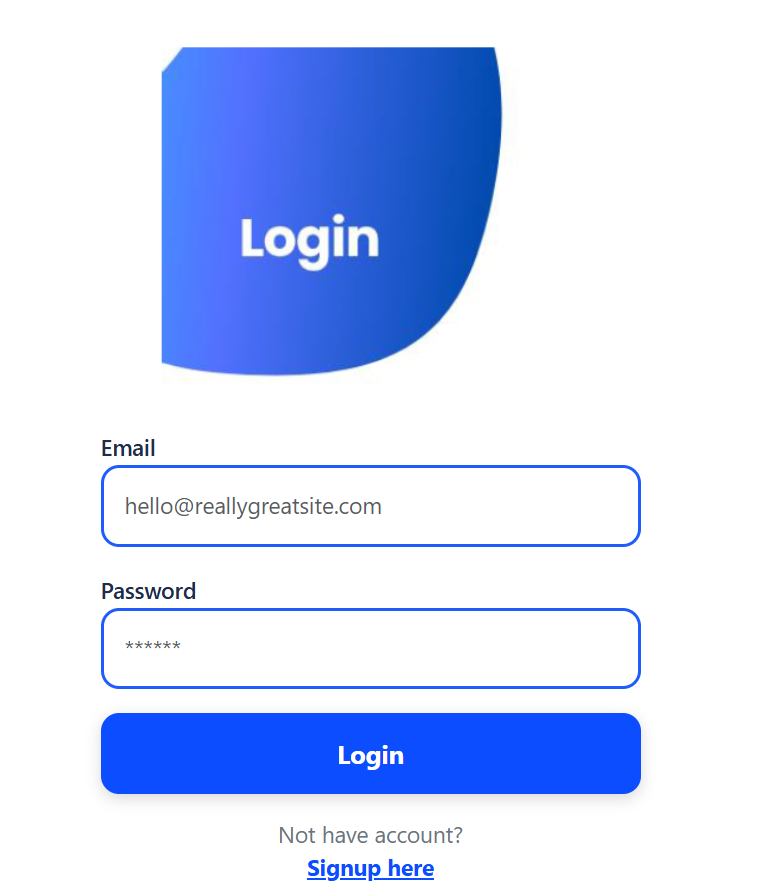 Login
Email
hello@reallygreatsite.com
Password
******
Login
Not have account?
Signup here